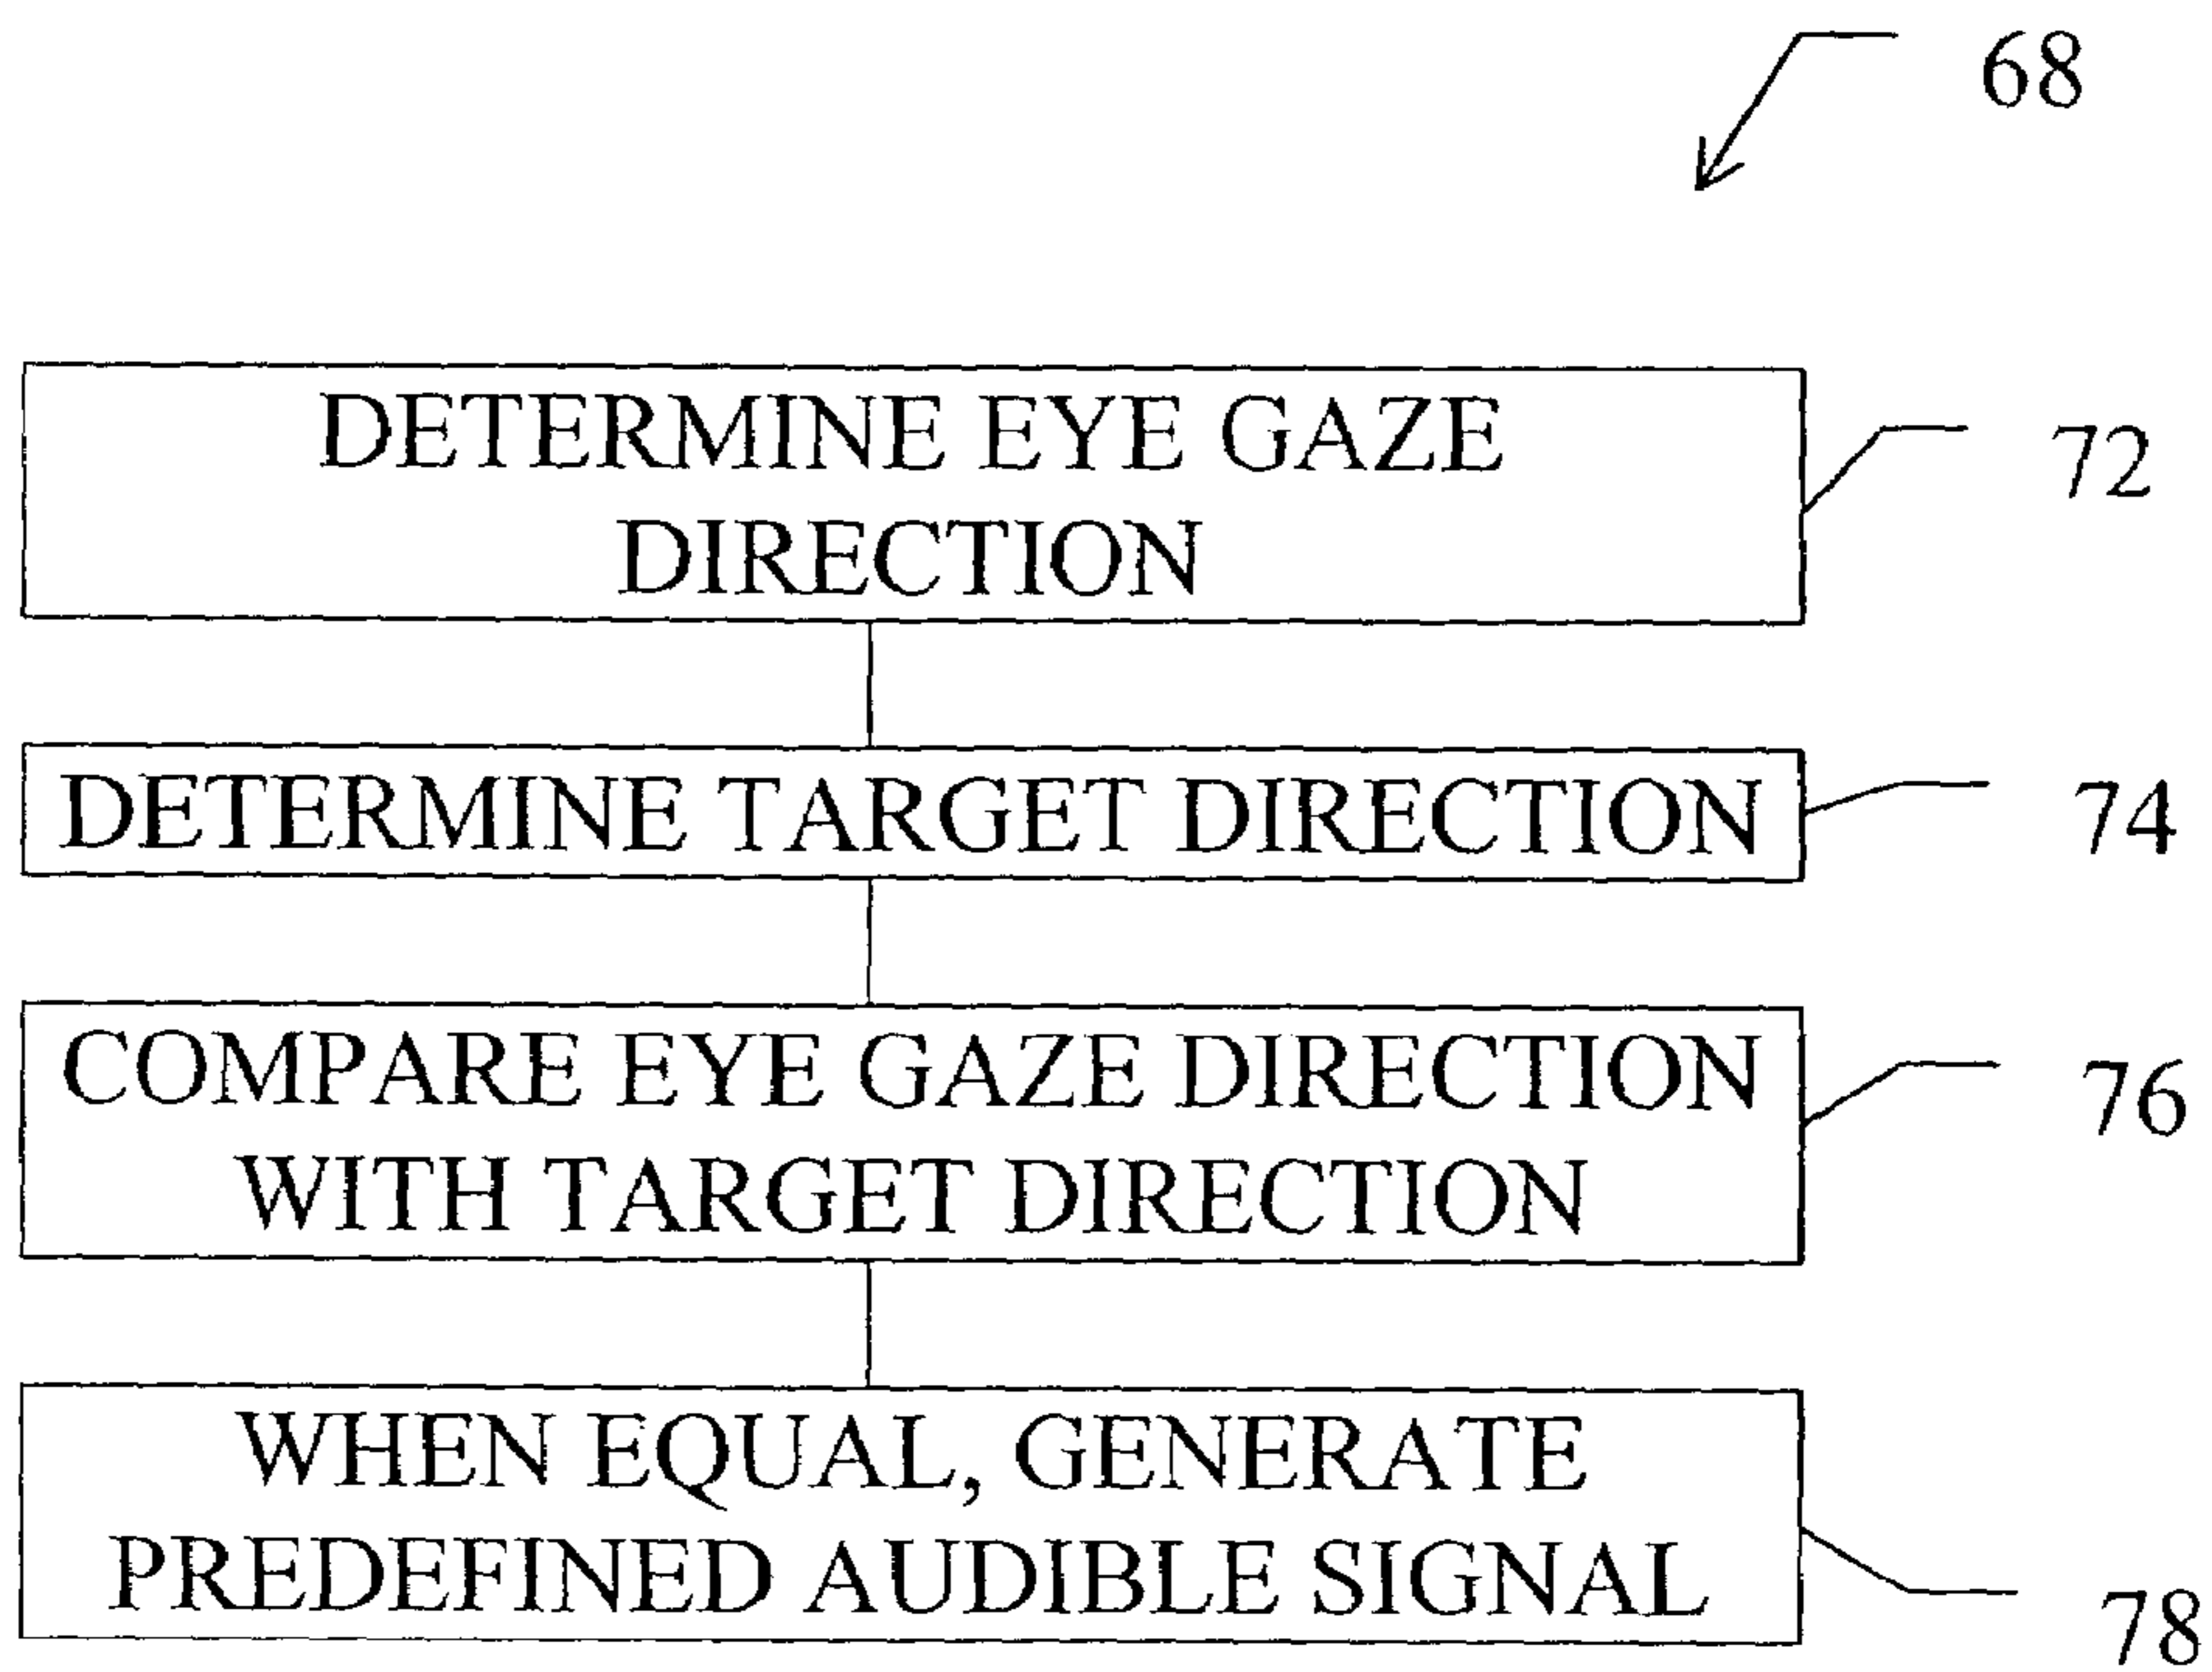 68
DETERMINE EYE GAZE
DIRECTION
72
DETERMINE TARGET DIRECTION
74
COMPARE EYE GAZE DIRECTION
WITH TARGET DIRECTION
76
WHEN EQUAL, GENERATE
PREDEFINED AUDIBLE SIGNAL
78